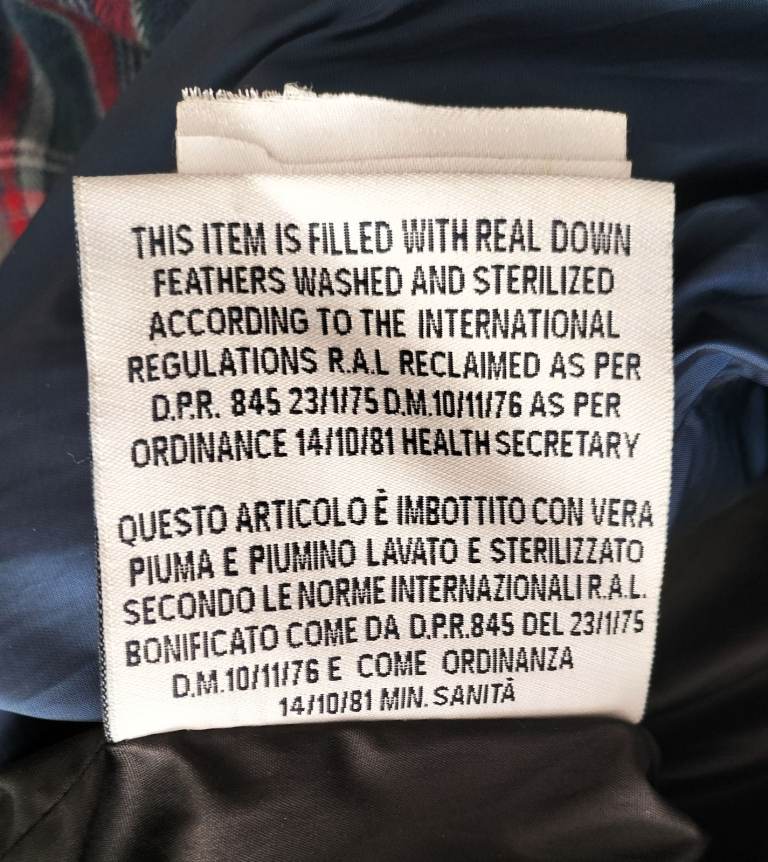 THIS ITEM IS FILLED WITH REAL DOWN
FEATHERS WASHED AND STERILIZED
ACCORDING TO THE INTERNATIONAL
REGULATIONS R.A.L RECLAIMED AS PER
D.P.R. 845 23/1/75 D.M.10/11/76 AS PER
ORDINANCE 14/10/81 HEALTH SECRETARY
QUESTO ARTICOLO È IMBOTTITO CON VERA
PIUMA E PIUMINO LAVATO E STERILIZZATO
SECONDO LE NORME INTERNAZIONALI R.A.L.
BONIFICATO COME DA D.P.R.845 DEL 23/1/75
D.M.10/11/76 E COME ORDINANZA
14/10/81 MIN. SANITÀ